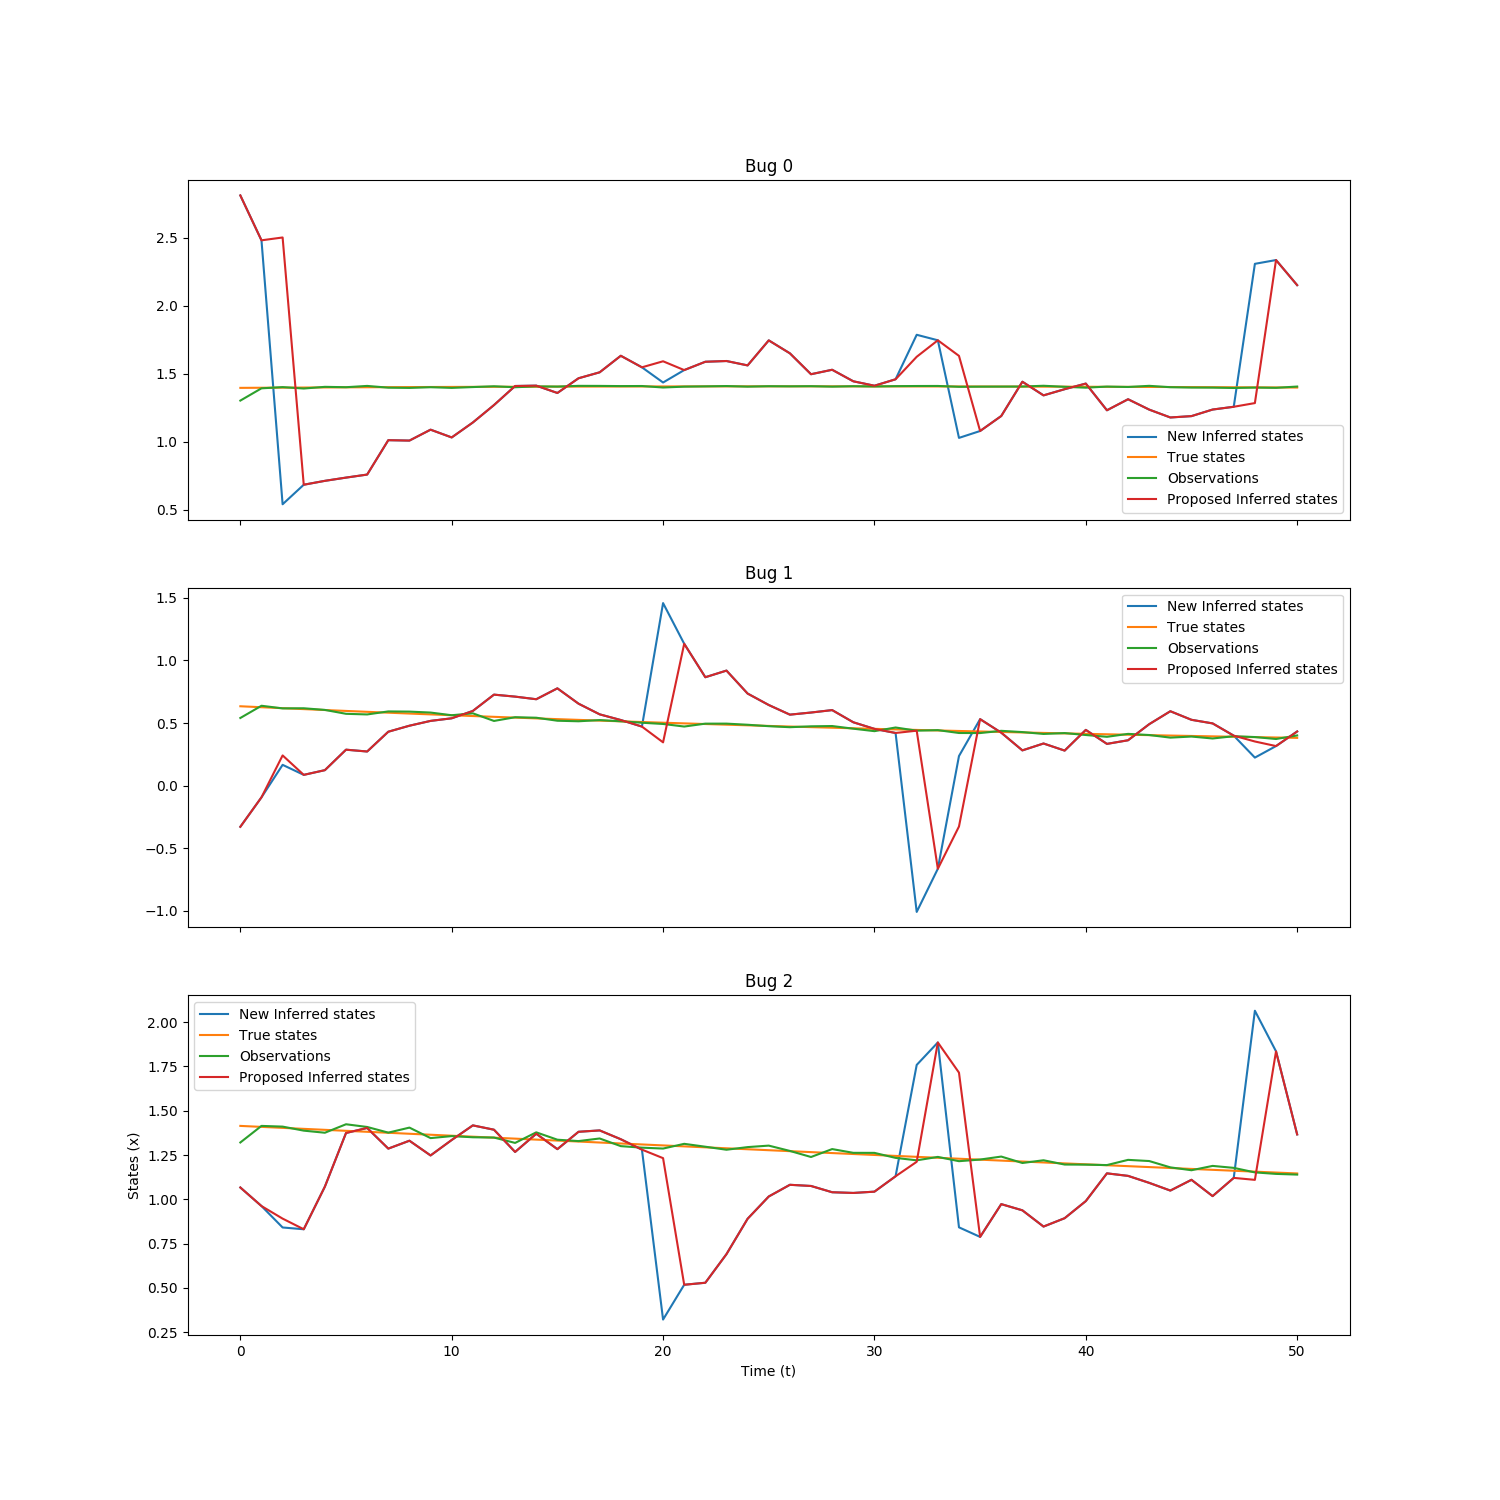 Bug 0
2.5
2.0
1.5
1.0
0.5
New Inferred states
True states
Observations
Proposed Inferred states
Bug 1
1.5
1.0
0.5
0.0
−0.5
−1.0
New Inferred states
True states
Observations
Proposed Inferred states
Bug 2
States (x)
2.00
1.75
1.50
1.25
1.00
0.75
0.50
0.25
New Inferred states
True states
Observations
Proposed Inferred states
0 10 20 30 40 50
Time (t)